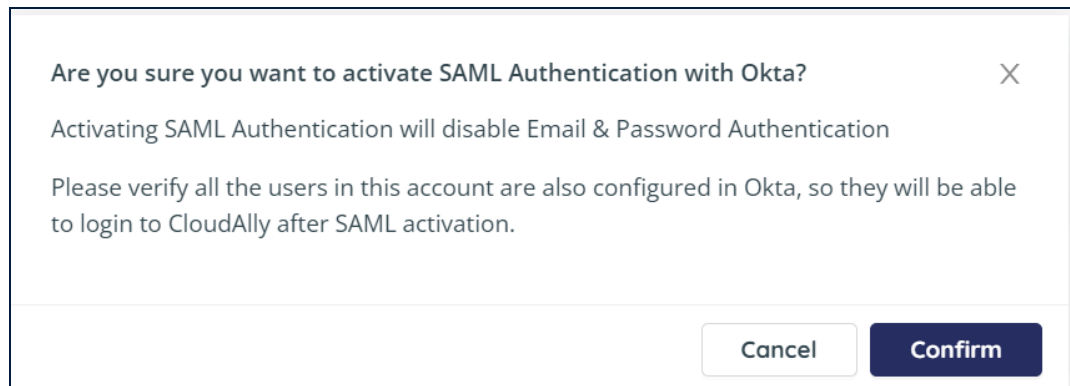 Are you sure you want to activate SAML Authentication with Okta?
Activating SAML Authentication will disable Email & Password Authentication
Please verify all the users in this account are also configured in Okta, so they will be able
to login to CloudAlly after SAML activation.
Cancel
Confirm